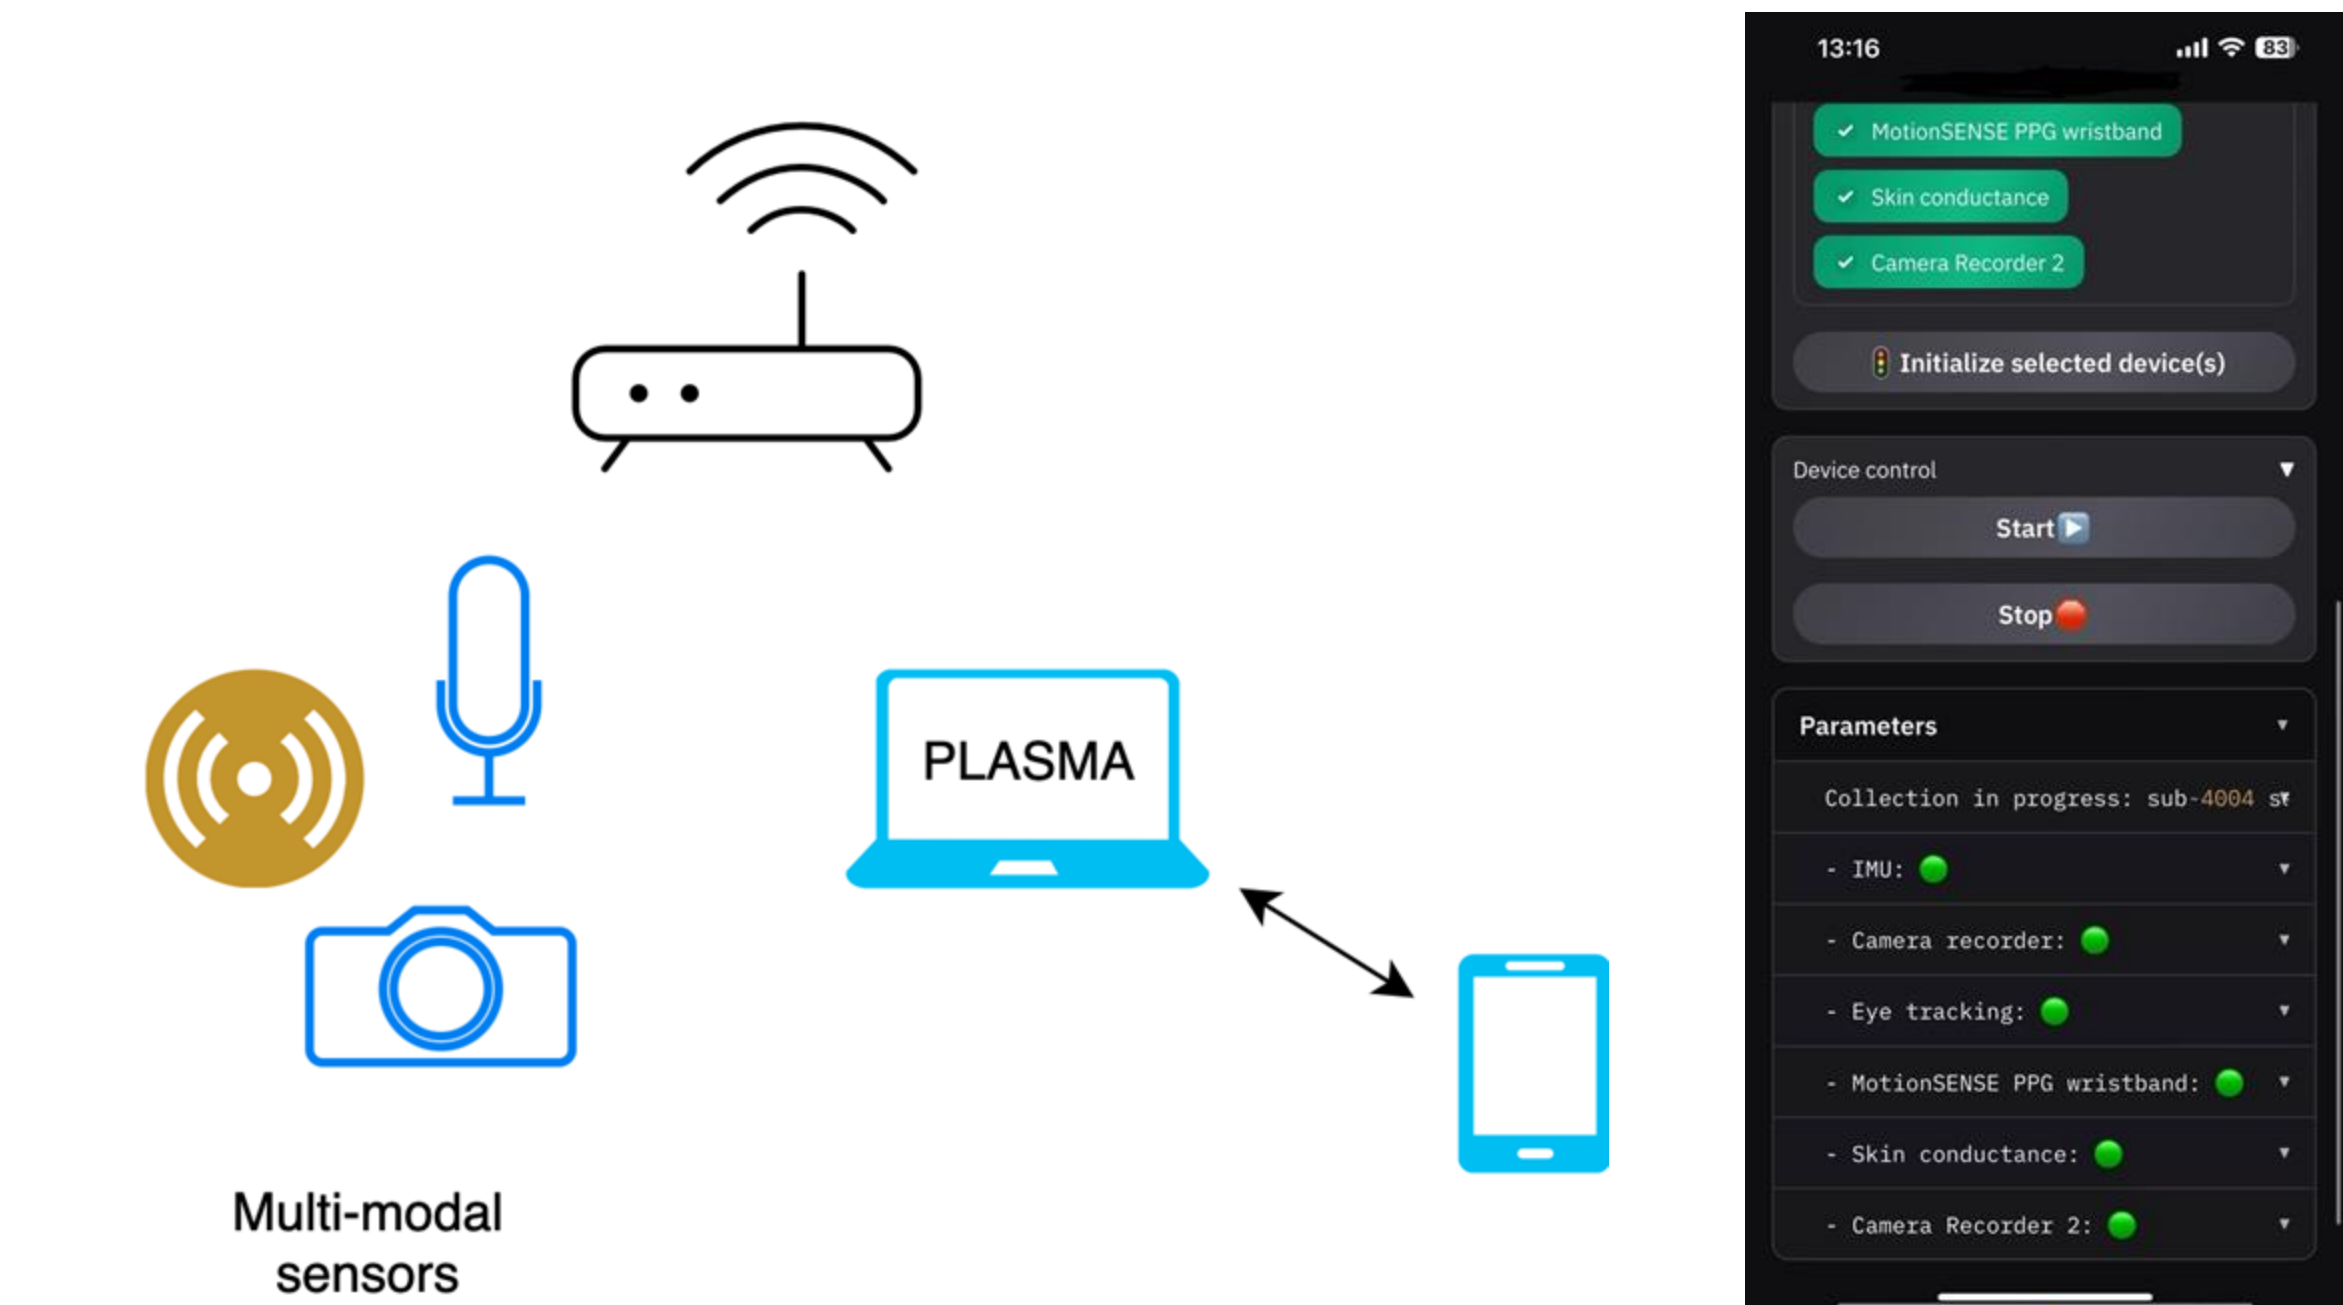 PLASMA
Multi-modal
sensors
13:16
83
MotionSENSE PPG wristband
Skin conductance
Camera Recorder 2
Initialize selected device(s)
Device control
Start
Stop
Parameters
Collection in progress: sub-4004
- IMU:
- Camera recorder:
- Eye tracking:
- MotionSENSE PPG wristband:
- Skin conductance:
- Camera Recorder 2: